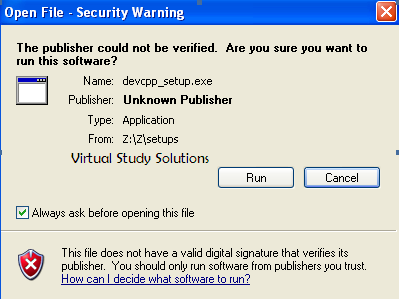 Open File - Security Warning
The publisher could not be verified.  Are you sure you want to
run this software?
Name: devcpp_setup.exe
Publisher: Unknown Publisher
Type: Application
From: Z:\Z\setups
Virtual Study Solutions
Run Cancel
Always ask before opening this file
This file does not have a valid digital signature that verifies its
publisher.  You should only run software from publishers you trust.
How can I decide what software to run?